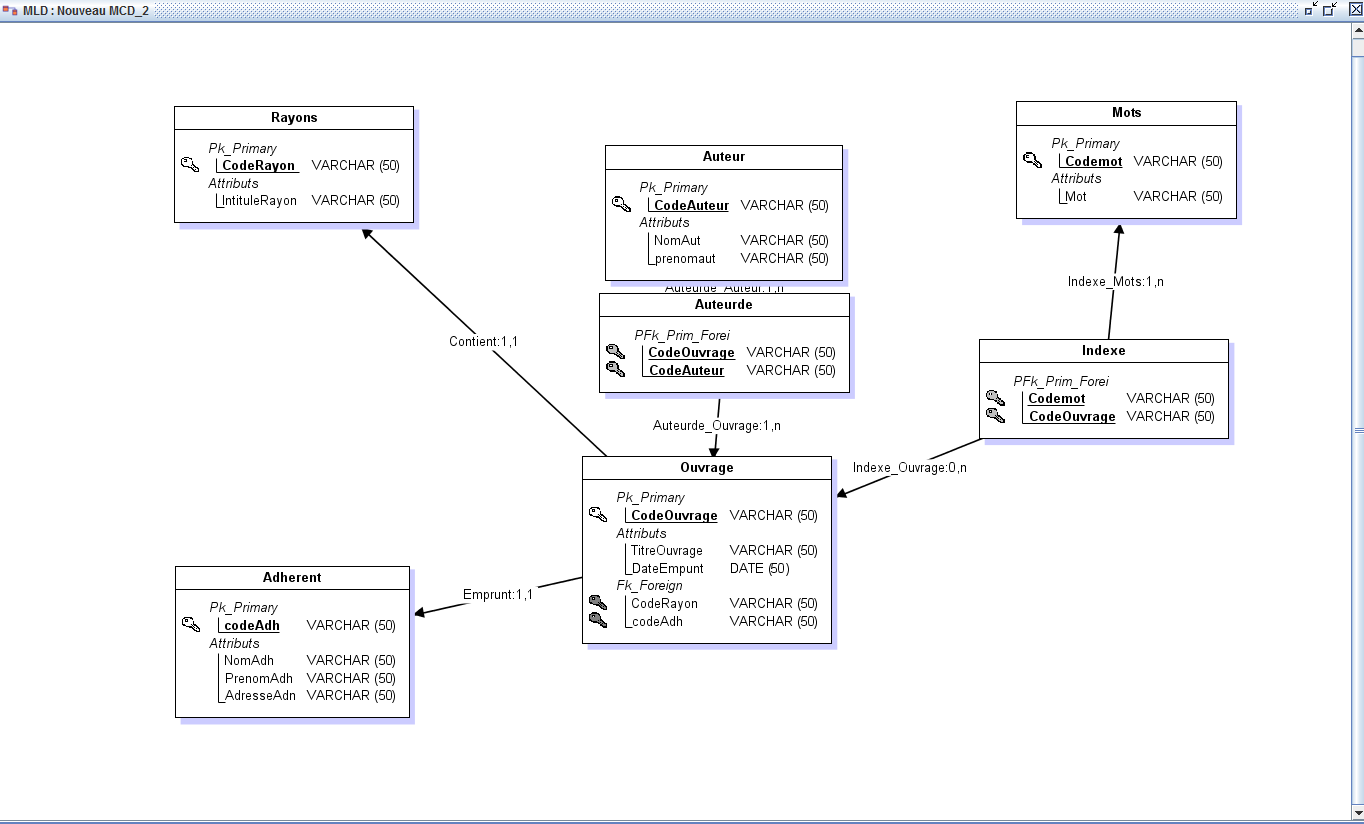 MLD : Nouveau MCD_2
Rayons
Pk_Primary
CodeRayon VARCHAR (50)
Attributs
IntituleRayon VARCHAR (50)
Auteur
Pk_Primary
CodeAuteur VARCHAR (50)
Attributs
NomAut VARCHAR (50)
prenomaut VARCHAR (50)
Mots
Pk_Primary
Codemot VARCHAR (50)
Attributs
Mot VARCHAR (50)
Auteurde_Auteur:1,n
Auteurde
PFk_Prim_Forei
CodeOuvrage VARCHAR (50)
CodeAuteur VARCHAR (50)
Indexe_Mots:1,n
Contient:1,1
Indexe
PFk_Prim_Forei
Codemot VARCHAR (50)
CodeOuvrage VARCHAR (50)
Auteurde_Ouvrage:1,n
Indexe_Ouvrage:0,n
Ouvrage
Pk_Primary
CodeOuvrage VARCHAR (50)
Attributs
TitreOuvrage VARCHAR (50)
DateEmpunt DATE (50)
Fk_Foreign
CodeRayon VARCHAR (50)
codeAdh VARCHAR (50)
Emprunt:1,1
Adherent
Pk_Primary
codeAdh VARCHAR (50)
Attributs
NomAdh VARCHAR (50)
PrenomAdh VARCHAR (50)
AdresseAdn VARCHAR (50)